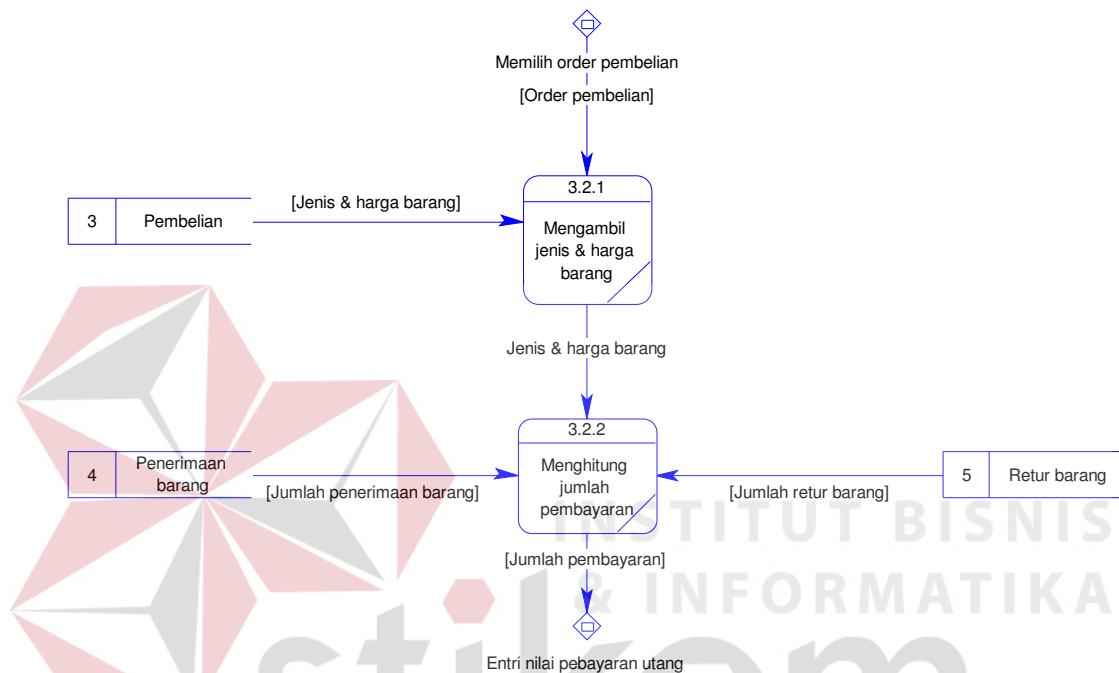 Memilih order pembelian
[Order pembelian]
3.2.1
[Jenis & harga barang]
3
Pembelian
Mengambil
jenis & harga
barang
Jenis & harga barang
3.2.2
4
Penerimaan
barang
[Jumlah penerimaan barang]
Menghitung
jumlah
pembayaran
[Jumlah retur barang]
5
Retur barang
INSTITUT BISNIS
[Jumlah pembayaran]
& INFORMATIKA
stikom
Entri nilai pebayaran utang